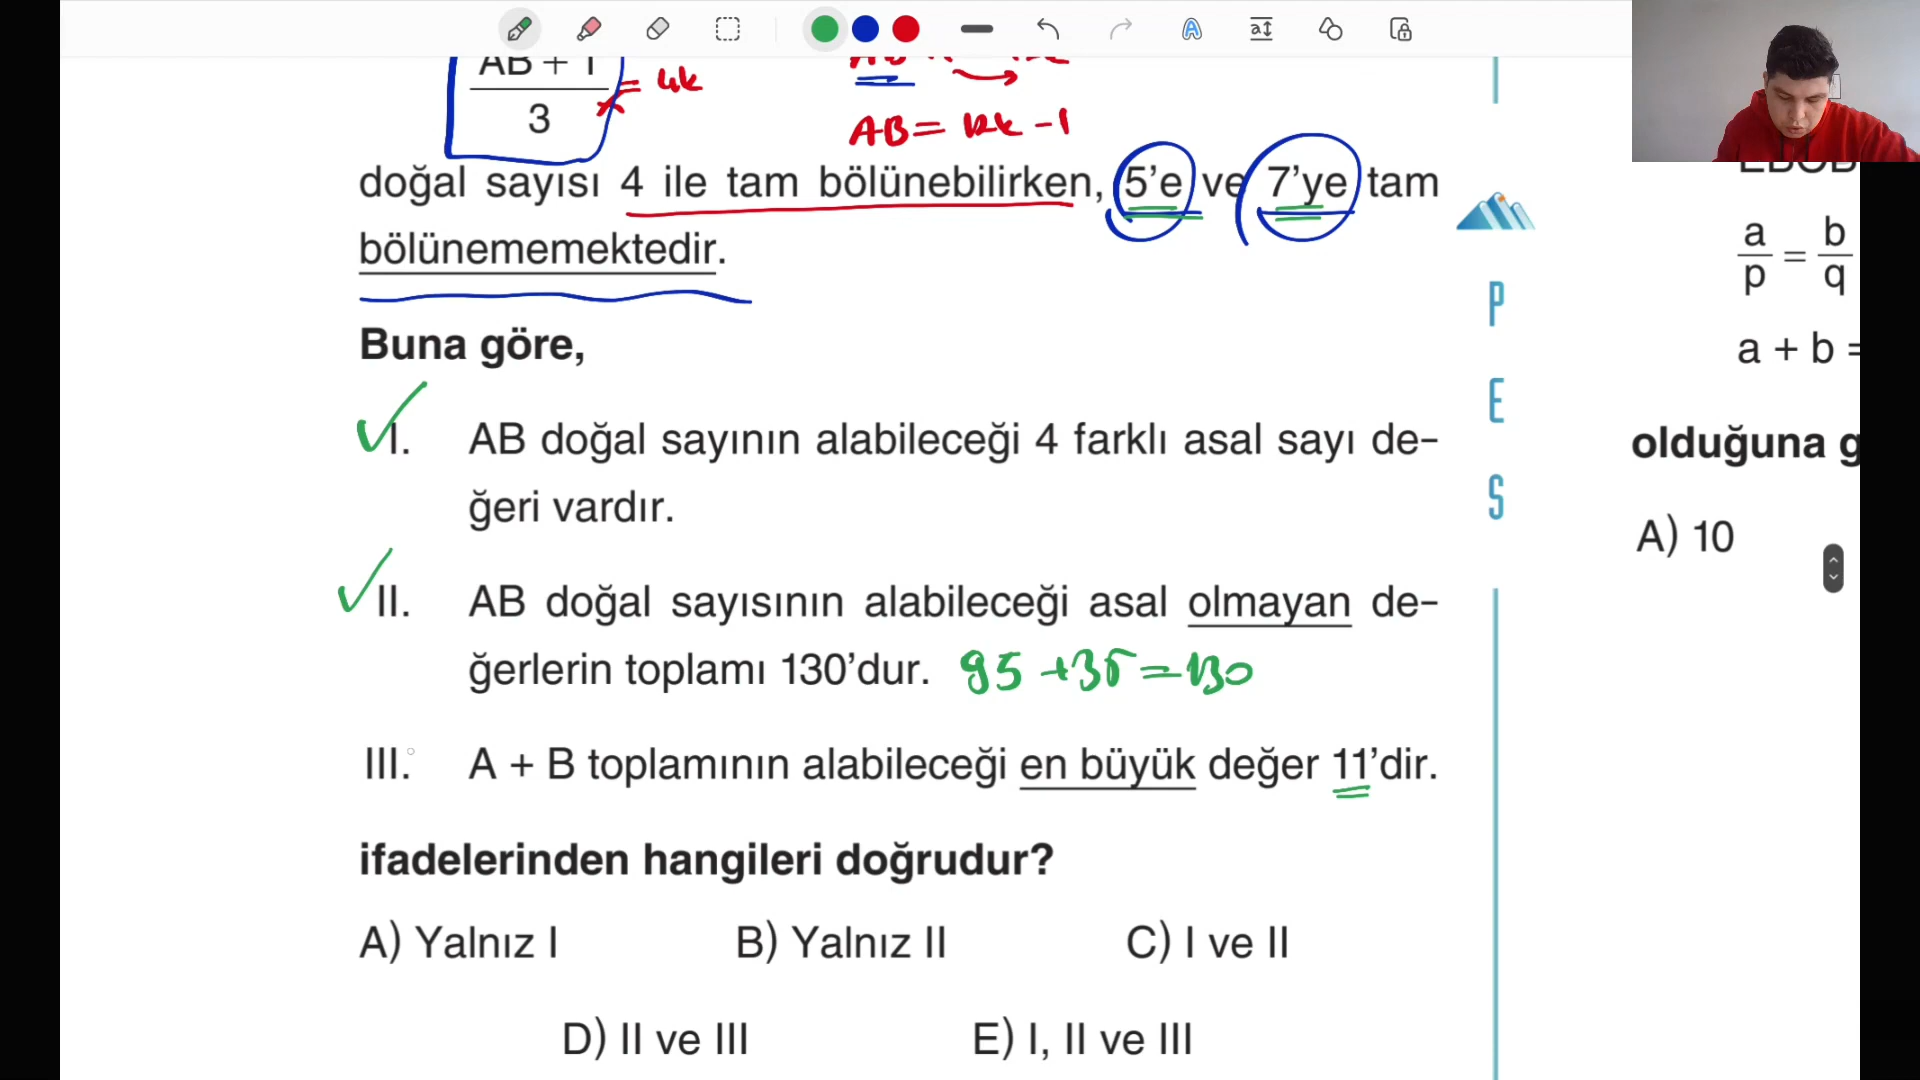 AB + 1
3
= 4k
AB = 12k - 1
doğal sayısı 4 ile tam bölünebilirken, 5'e ve 7'ye tam
bölünememektedir.
Buna göre,
I. AB doğal sayının alabileceği 4 farklı asal sayı de-
ğeri vardır.
II. AB doğal sayısının alabileceği asal olmayan de-
ğerlerin toplamı 130'dur. 95 + 35 = 130
III. A + B toplamının alabileceği en büyük değer 11'dir.
ifadelerinden hangileri doğrudur?
A) Yalnız I B) Yalnız II C) I ve II
D) II ve III E) I, II ve III
P
E
S
a/p = b/q
a + b =
olduğuna g
A) 10